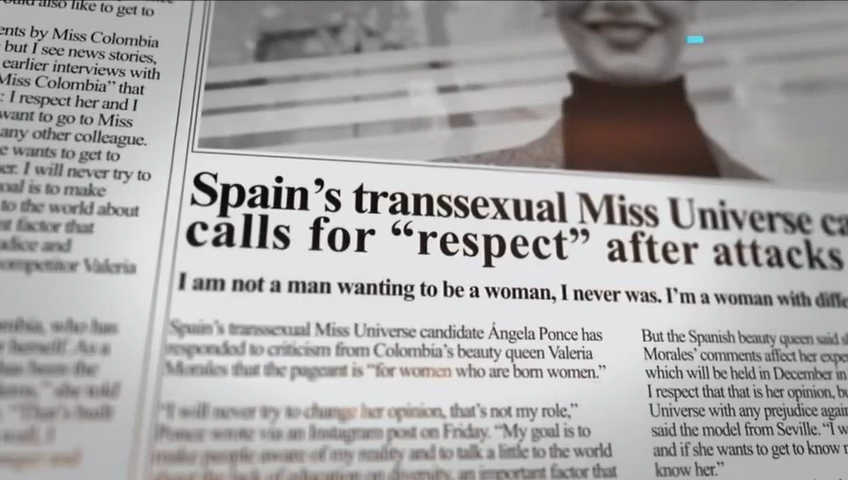 also like to get to
ents by Miss Colombia
but I see news stories,
earlier interviews with
Miss Colombia” that
: I respect her and I
want to go to Miss
any other colleague.
e wants to get to
er. I will never try to
oal is to make
to the world about
nt factor that
udice and
competitor Valeria
Spain’s transsexual Miss Universe ca
calls for “respect” after attacks
I am not a man wanting to be a woman, I never was. I’m a woman with diffe
Spain’s transsexual Miss Universe candidate Ángela Ponce has
responded to criticism from Colombia’s beauty queen Valeria
Morales that the pageant is “for women who are born women.”
“I will never try to change her opinion, that’s not my role,”
Ponce wrote via an Instagram post on Friday. “My goal is to
make people aware of my reality and to talk a little to the world
about the lack of education on diversity, an important factor that
But the Spanish beauty queen said s
Morales’ comments affect her expe
which will be held in December in
I respect that that is her opinion, bu
Universe with any prejudice again
said the model from Seville. “I w
and if she wants to get to know m
know her.”